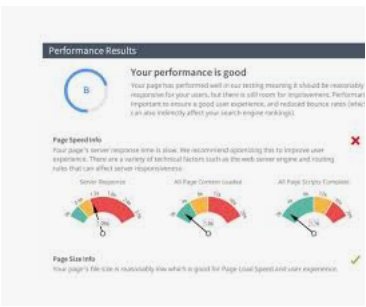 Performance Results
Your performance is good
B
Your page has performed well in our testing meaning it should be reasonably
responsive for your users, but there is still room for improvement. Performan
important to ensure a good user experience, and reduced bounce rates (which
can also indirectly affect your search engine rankings).
Page Speed Info
Your page's server response time is slow. We recommend optimizing this to improve user
experience. There are a variety of technical factors such as the web server engine and routing
rules that can affect server responsiveness.
Server Response
All Page Content Loaded
All Page Scripts Complete
Page Size Info
Your page's file size is reasonably low which is good for Page Load Speed and user experience.